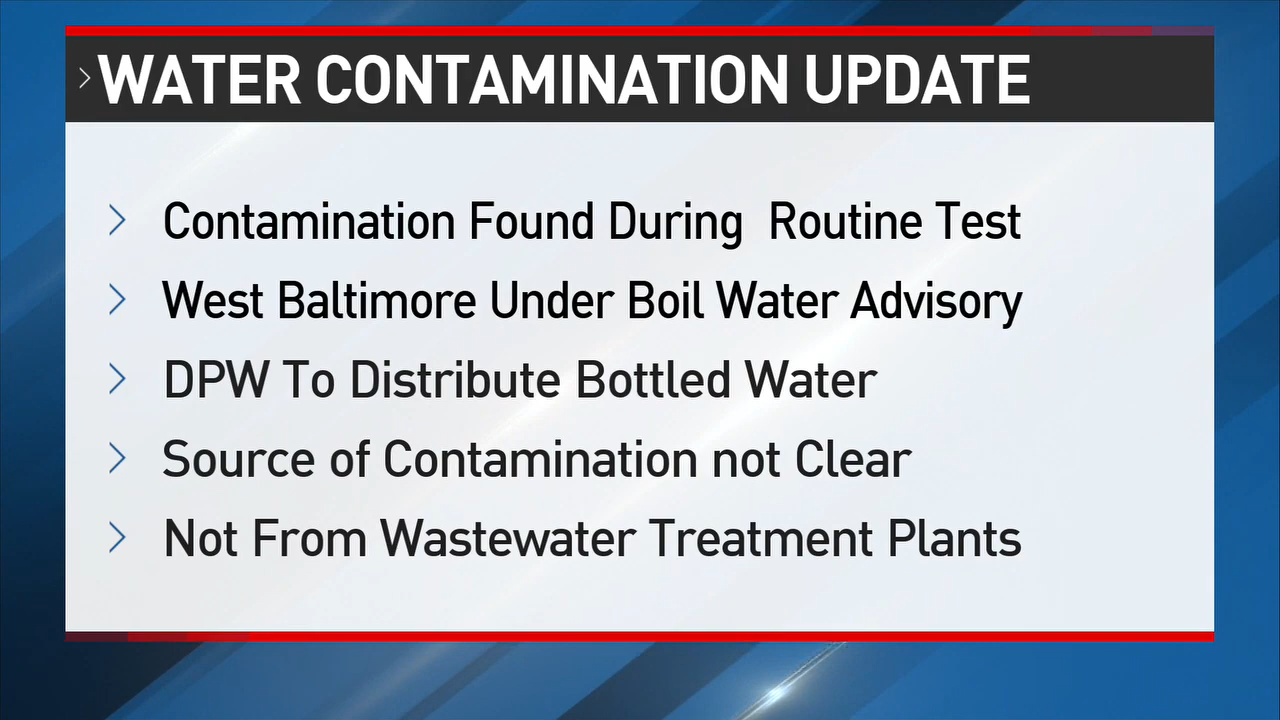 WATER CONTAMINATION UPDATE
Contamination Found During  Routine Test
West Baltimore Under Boil Water Advisory
DPW To Distribute Bottled Water
Source of Contamination not Clear
Not From Wastewater Treatment Plants